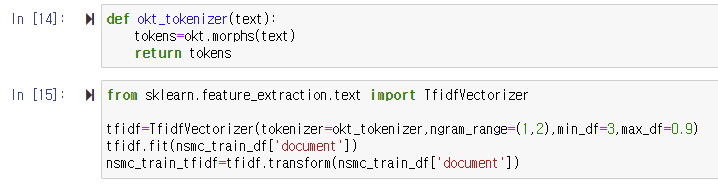 In [14]: def okt_tokenizer(text):
    tokens=okt.morphs(text)
    return tokens
In [15]: from sklearn.feature_extraction.text import TfidfVectorizer
tfidf=TfidfVectorizer(tokenizer=okt_tokenizer,ngram_range=(1,2),min_df=3,max_df=0.9)
tfidf.fit(nsmc_train_df['document'])
nsmc_train_tfidf=tfidf.transform(nsmc_train_df['document'])